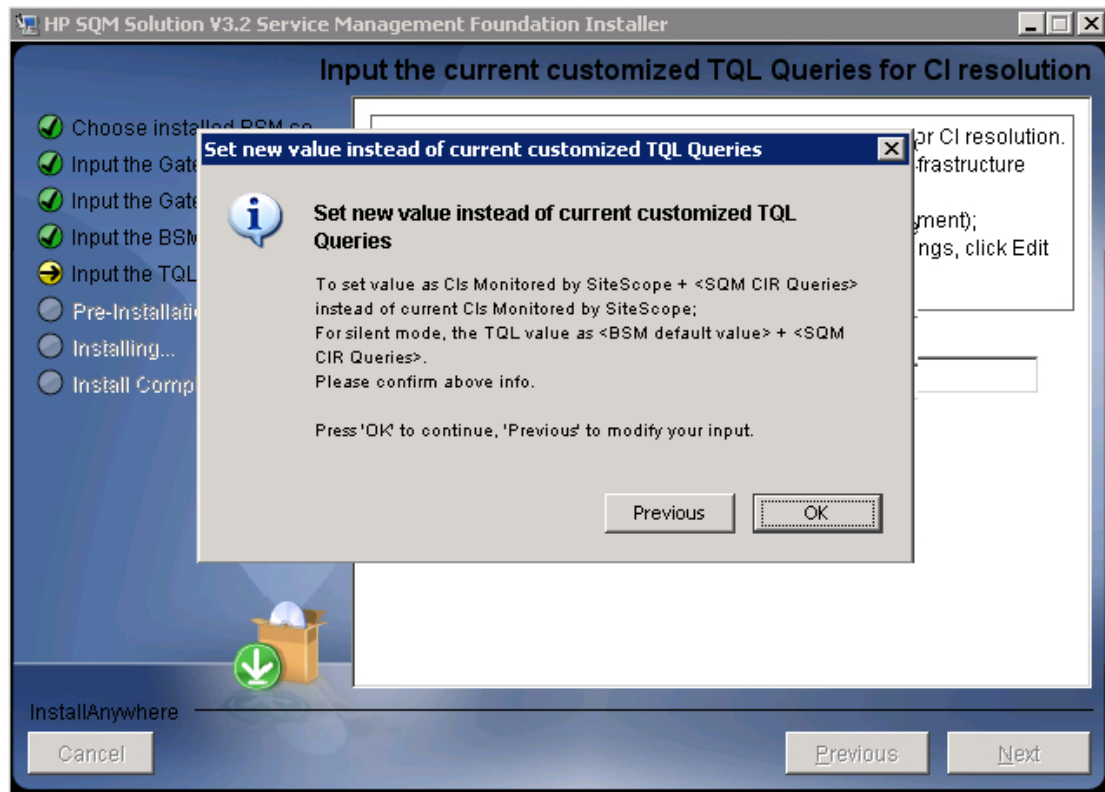 HP SQM Solution V3.2 Service Management Foundation Installer
Input the current customized TQL Queries for CI resolution
Choose installed BSM co
Input the Gate
Input the Gate
Input the BSM
Input the TQL
Pre-Installati
Installing...
Install Comp
or CI resolution.
frastructure
ment);
ngs, click Edit
Set new value instead of current customized TQL Queries
Set new value instead of current customized TQL
Queries
To set value as CIs Monitored by SiteScope + <SQM CIR Queries>
instead of current CIs Monitored by SiteScope;
For silent mode, the TQL value as <BSM default value> + <SQM
CIR Queries>.
Please confirm above info.
Press 'OK' to continue, 'Previous' to modify your input.
Previous
OK
InstallAnywhere
Cancel
Previous
Next